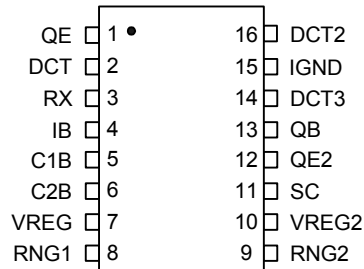 QE 1 16 DCT2
DCT 2 15 IGND
RX 3 14 DCT3
IB 4 13 QB
C1B 5 12 QE2
C2B 6 11 SC
VREG 7 10 VREG2
RNG1 8 9 RNG2